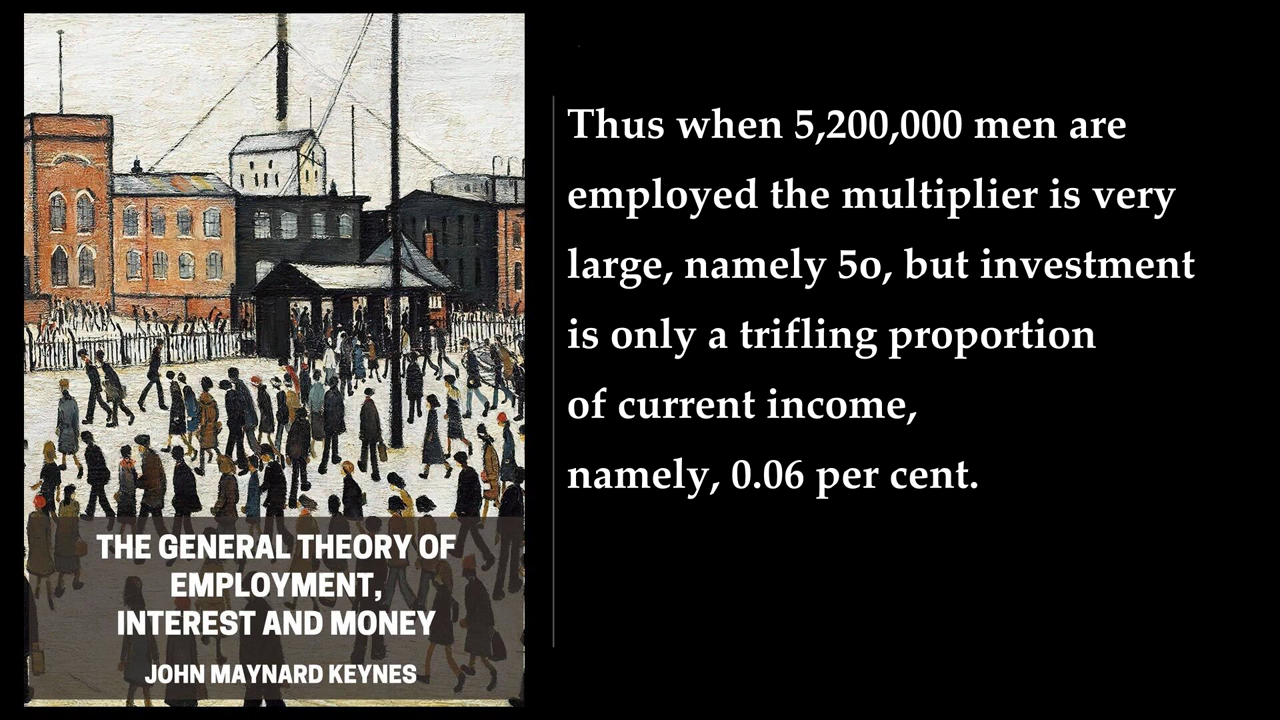 Thus when 5,200,000 men are
employed the multiplier is very
large, namely 5o, but investment
is only a trifling proportion
of current income,
namely, 0.06 per cent.
THE GENERAL THEORY OF
EMPLOYMENT,
INTEREST AND MONEY
JOHN MAYNARD KEYNES